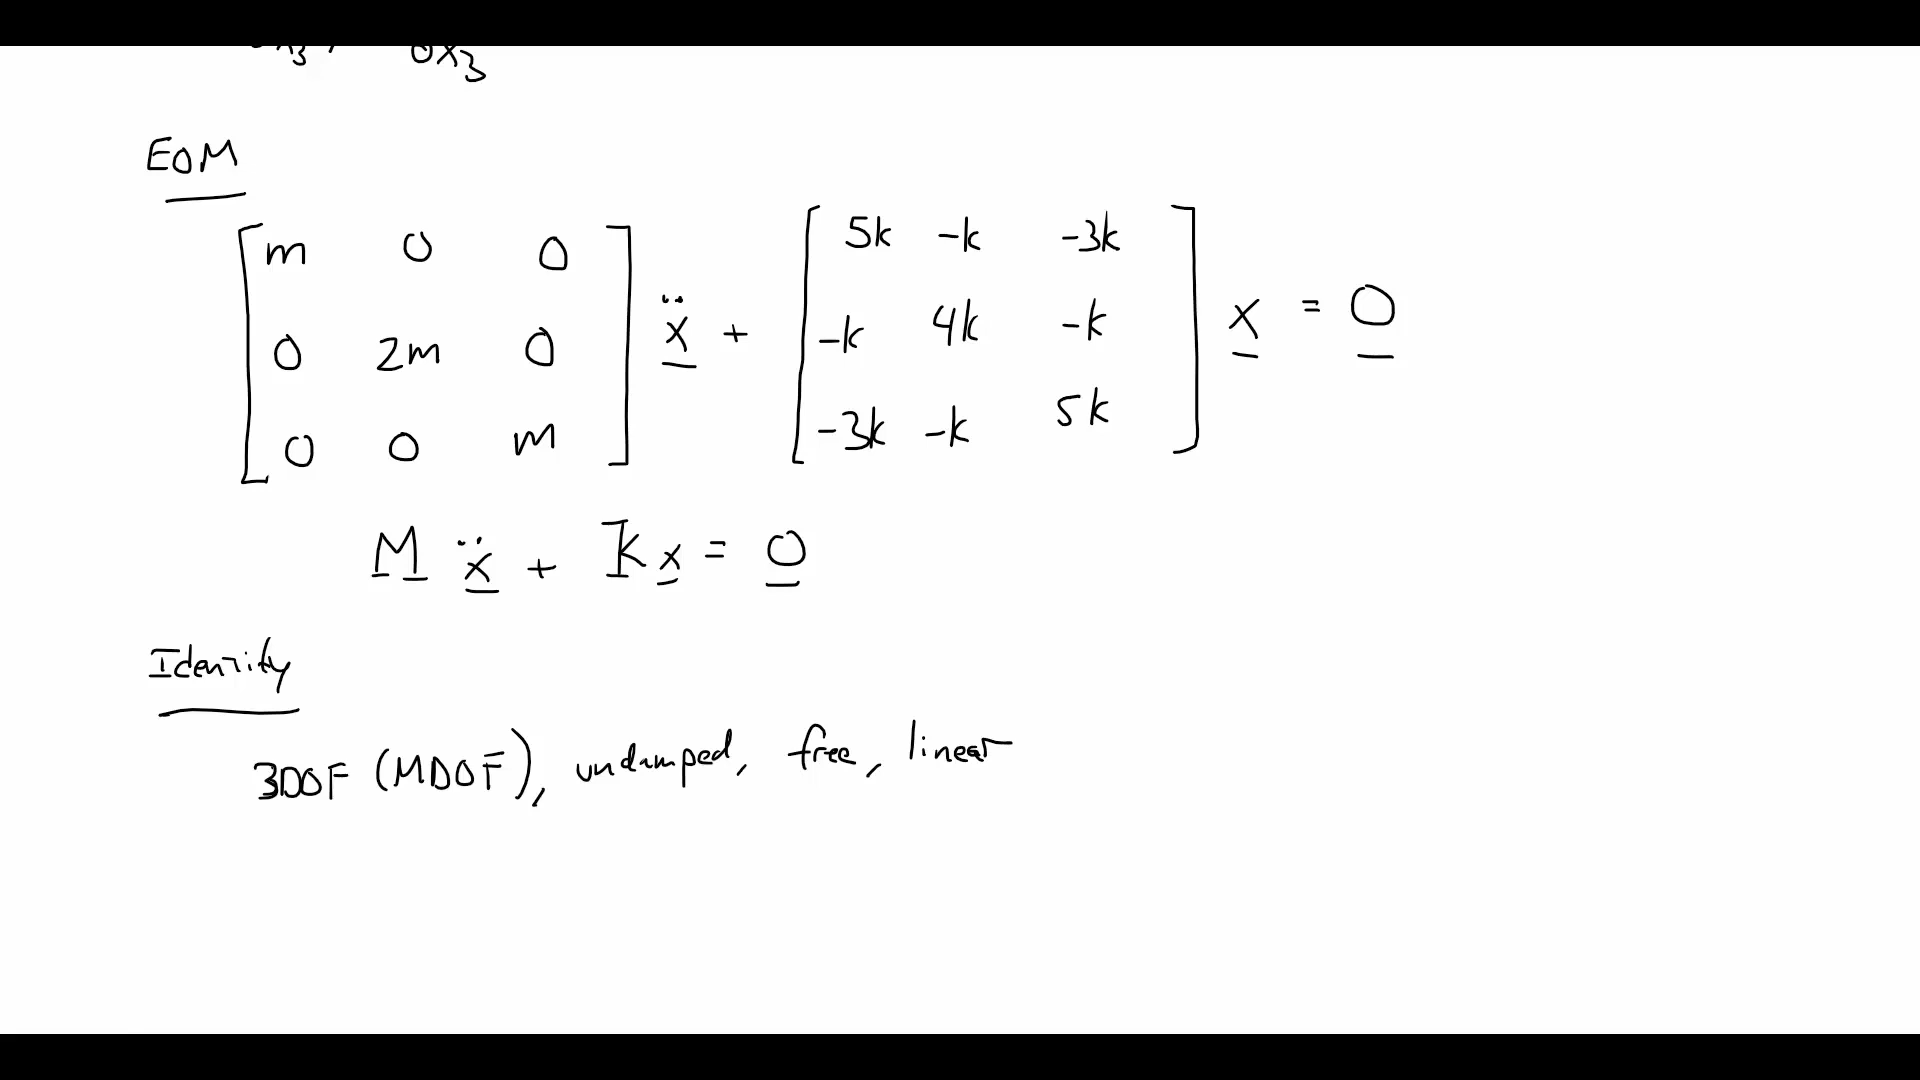 ∂x₃
EOM
[m 0 0; 0 2m 0; 0 0 m] ẍ + [5k -k -3k; -k 4k -k; -3k -k 5k] x = 0
M ẍ + K x = 0
Identify
3DOF (MDOF), undamped, free, linear